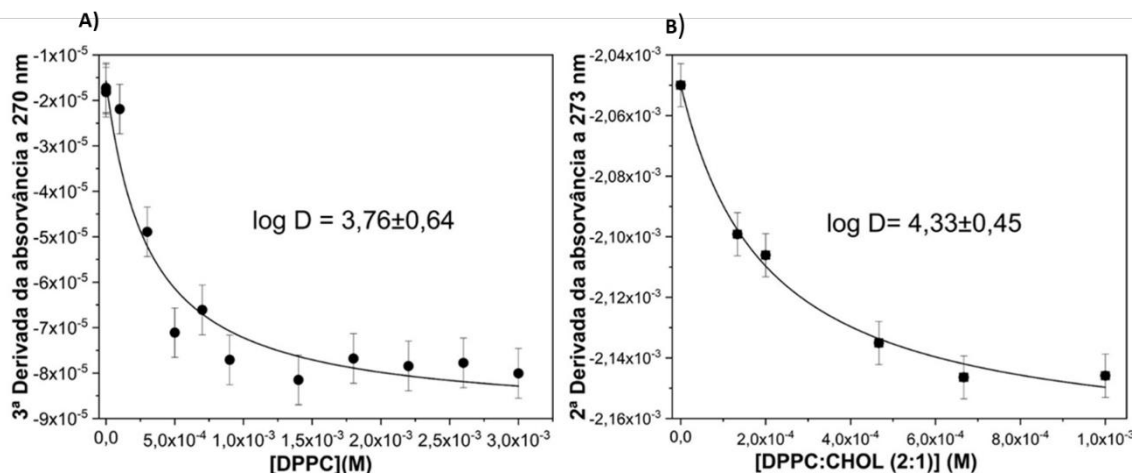 A)
3ª Derivada da absorvância a 270 nm
-1x10⁻⁵
-2x10⁻⁵
-3x10⁻⁵
-4x10⁻⁵
-5x10⁻⁵
-6x10⁻⁵
-7x10⁻⁵
-8x10⁻⁵
-9x10⁻⁵
log D = 3,76±0,64
0,0 5,0x10⁻⁴ 1,0x10⁻³ 1,5x10⁻³ 2,0x10⁻³ 2,5x10⁻³ 3,0x10⁻³
[DPPC](M)
B)
2ª Derivada da absorvância a 273 nm
-2,04x10⁻³
-2,06x10⁻³
-2,08x10⁻³
-2,10x10⁻³
-2,12x10⁻³
-2,14x10⁻³
-2,16x10⁻³
log D= 4,33±0,45
0,0 2,0x10⁻⁴ 4,0x10⁻⁴ 6,0x10⁻⁴ 8,0x10⁻⁴ 1,0x10⁻³
[DPPC:CHOL (2:1)] (M)